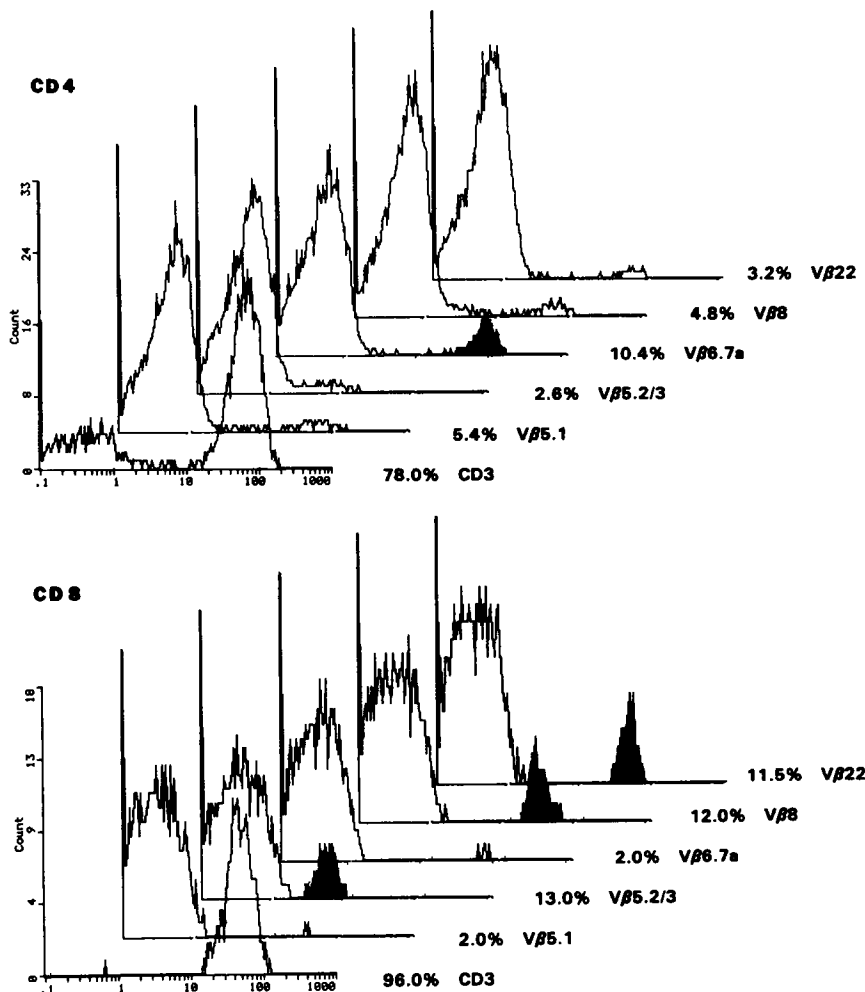 CD4
33
24
16
8
0
Count
.1 1 10 100 1000
3.2% Vβ22
4.8% Vβ8
10.4% Vβ6.7a
2.6% Vβ5.2/3
5.4% Vβ5.1
78.0% CD3
CD8
18
13
9
4
0
Count
.1 1 10 100 1000
11.5% Vβ22
12.0% Vβ8
2.0% Vβ6.7a
13.0% Vβ5.2/3
2.0% Vβ5.1
96.0% CD3